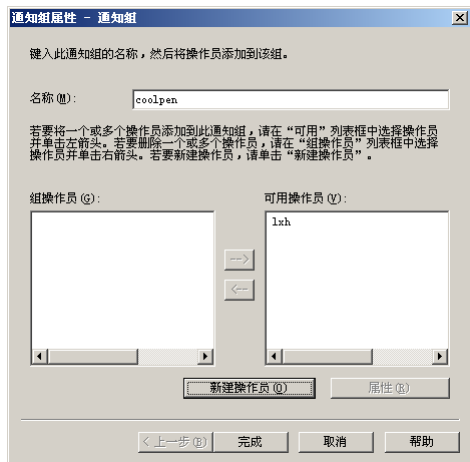 通知组属性 - 通知组
键入此通知组的名称，然后将操作员添加到该组。
名称(M)：
coolpen
若要将一个或多个操作员添加到此通知组，请在“可用”列表框中选择操作员
并单击左箭头。若要删除一个或多个操作员，请在“组操作员”列表框中选择
操作员并单击右箭头。若要新建操作员，请单击“新建操作员”。
组操作员(G)：
可用操作员(V)：
lxh
-->
<--
新建操作员(O)
属性(R)
< 上一步(B)
完成
取消
帮助